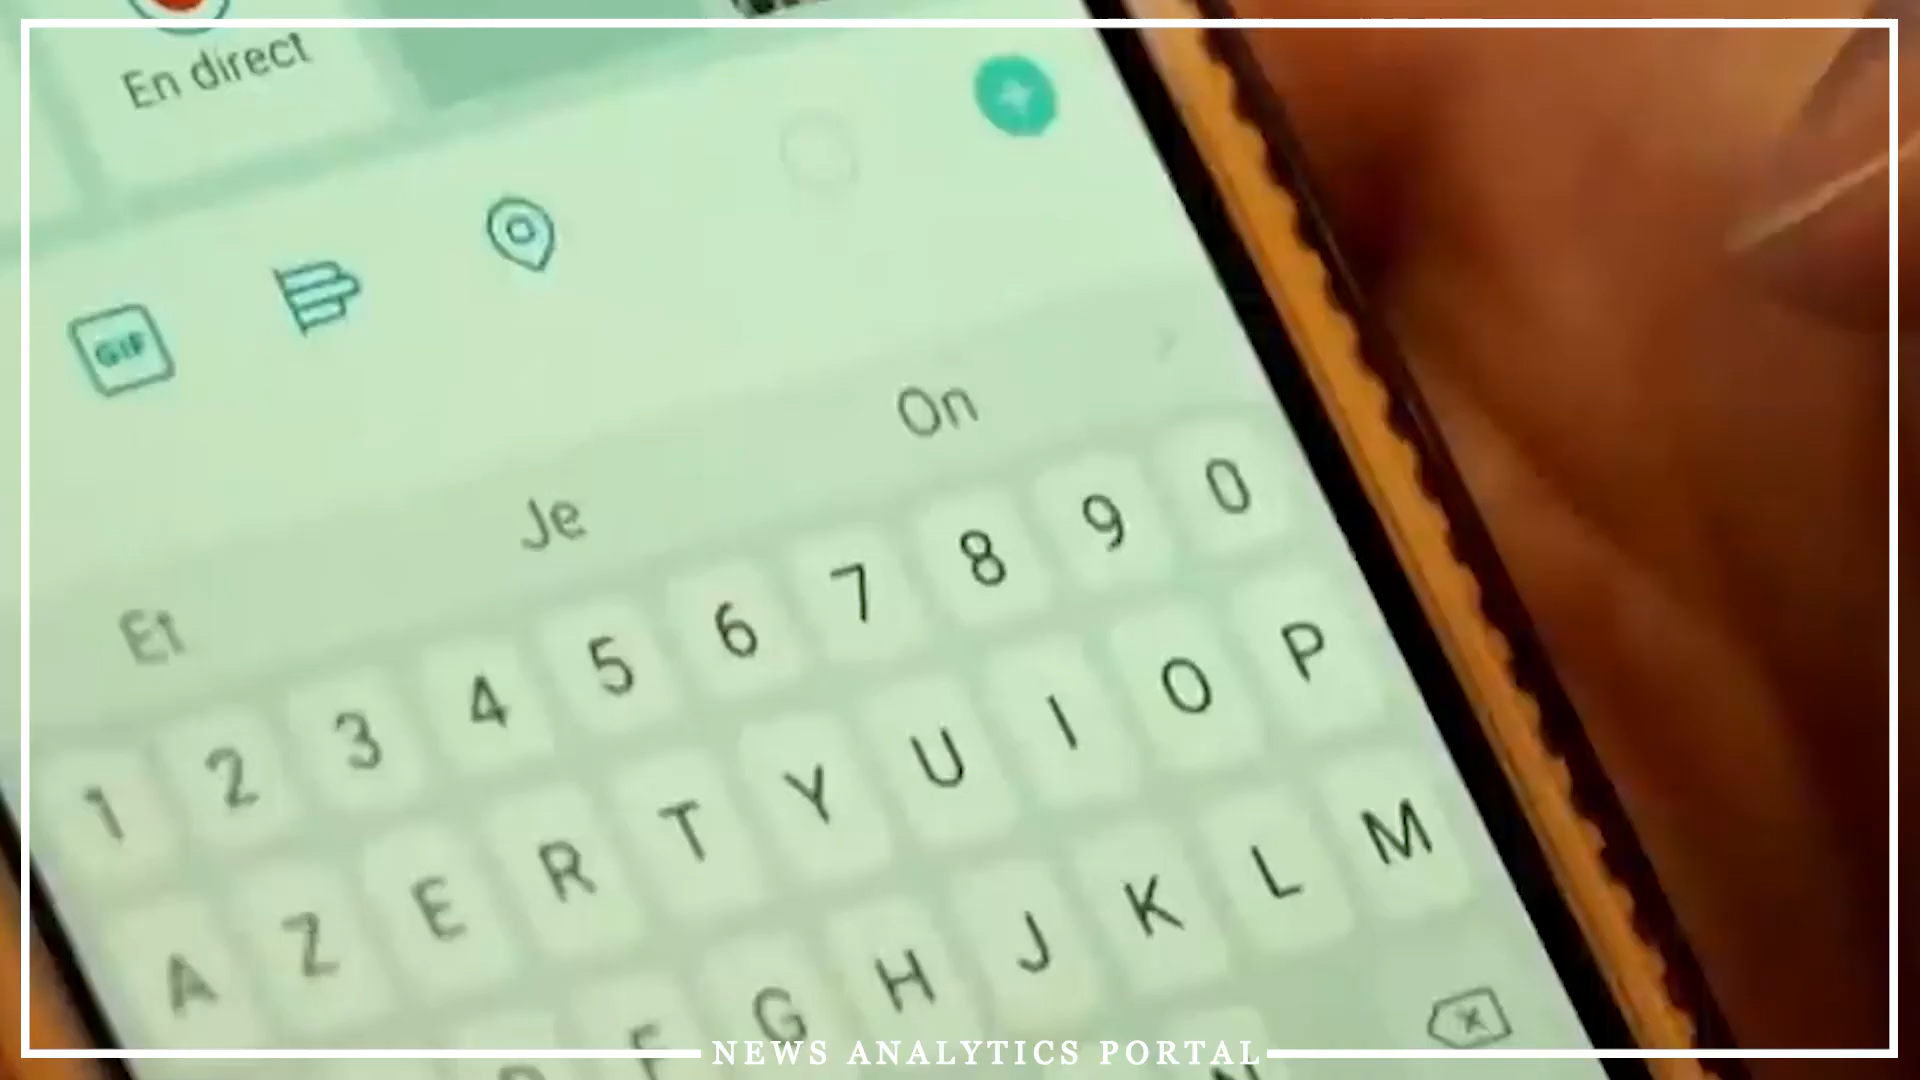 En direct
GIF
Et Je On
1 2 3 4 5 6 7 8 9 0
A Z E R T Y U I O P
F G H J K L M
N
NEWS ANALYTICS PORTAL